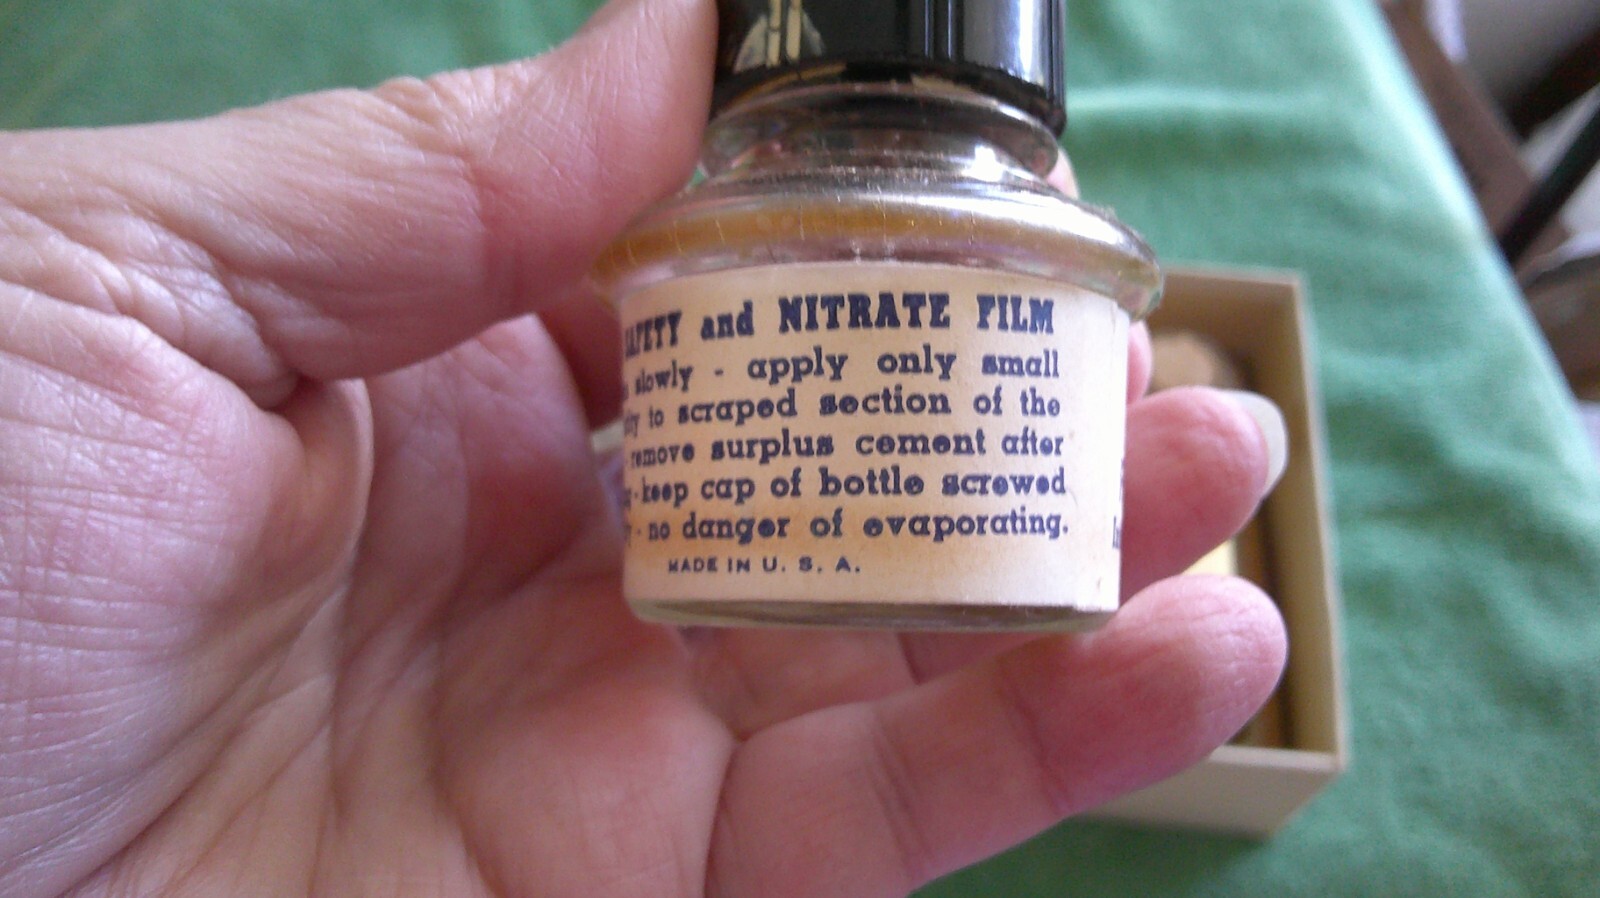 SAFETY and NITRATE FILM
slowly - apply only small
to scraped section of the
remove surplus cement after
- keep cap of bottle screwed
- no danger of evaporating.
MADE IN U. S. A.